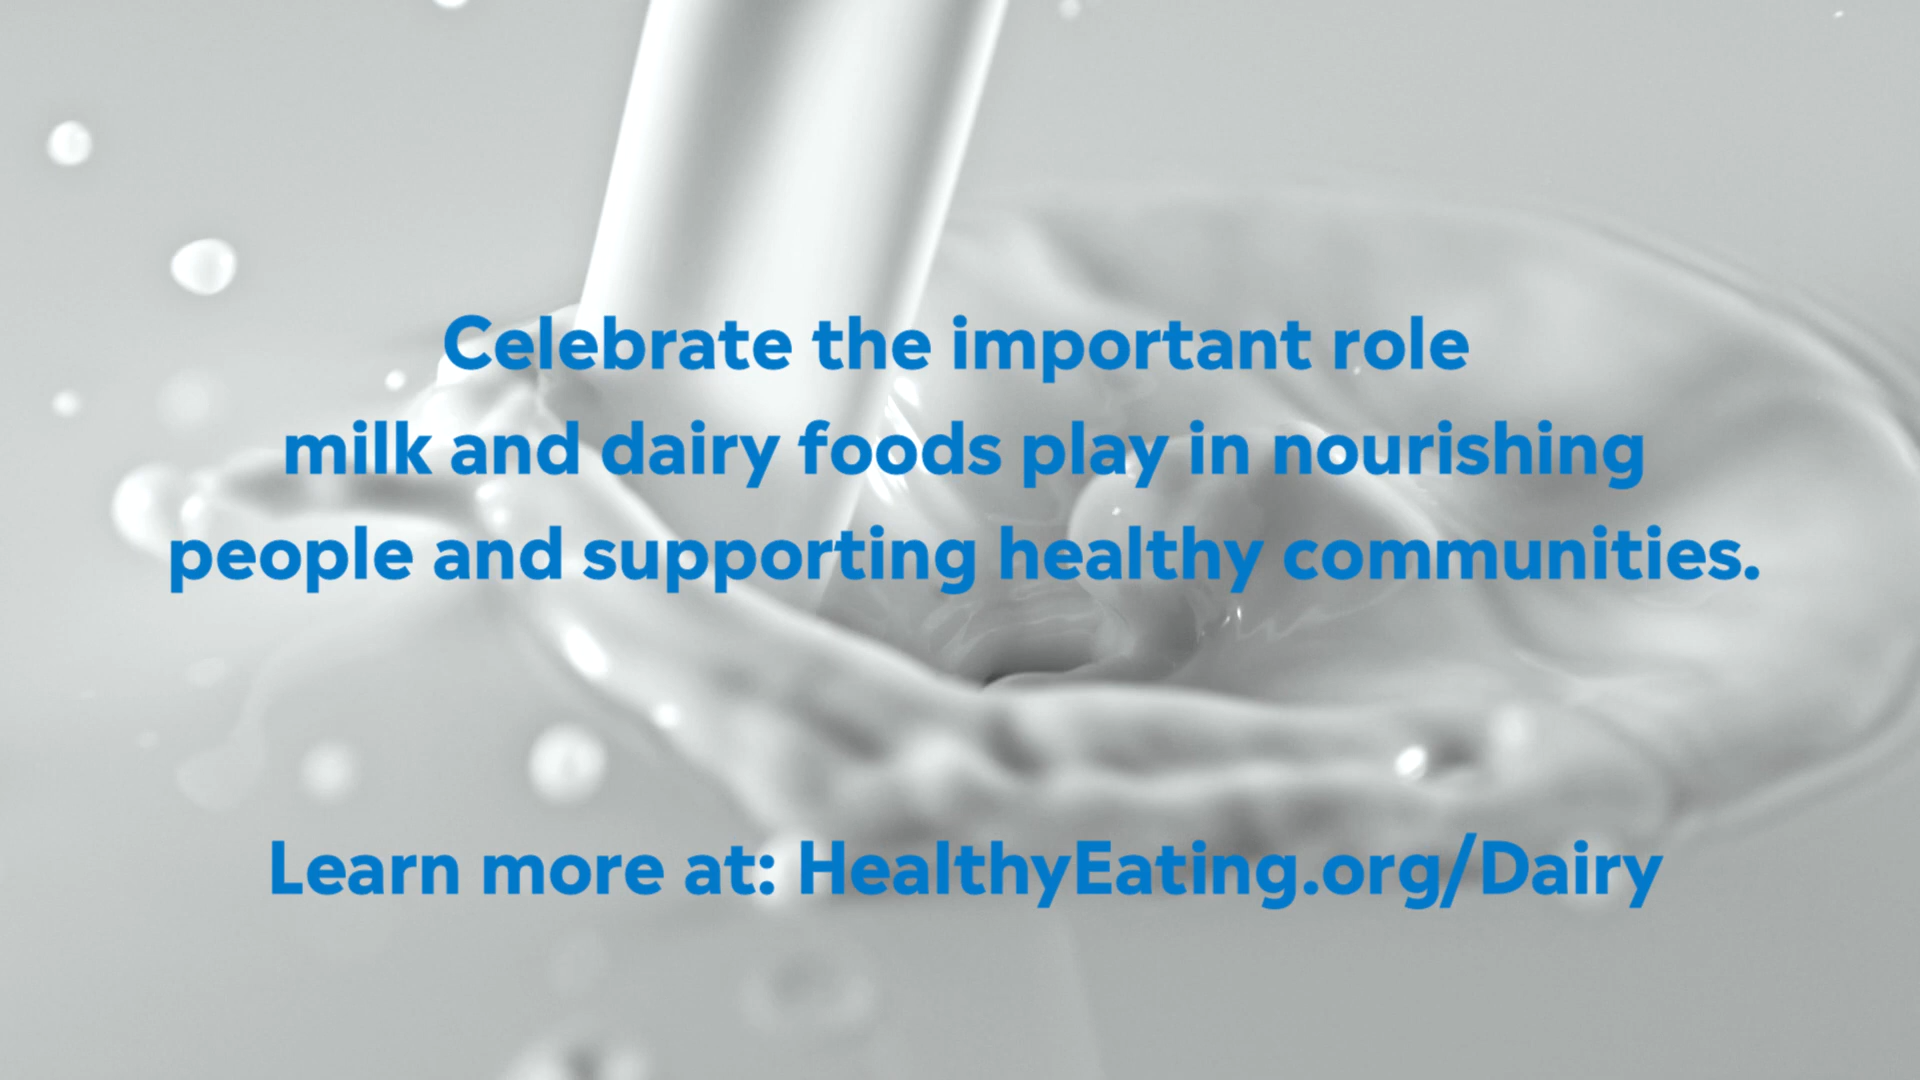 Celebrate the important role
milk and dairy foods play in nourishing
people and supporting healthy communities.
Learn more at: HealthyEating.org/Dairy